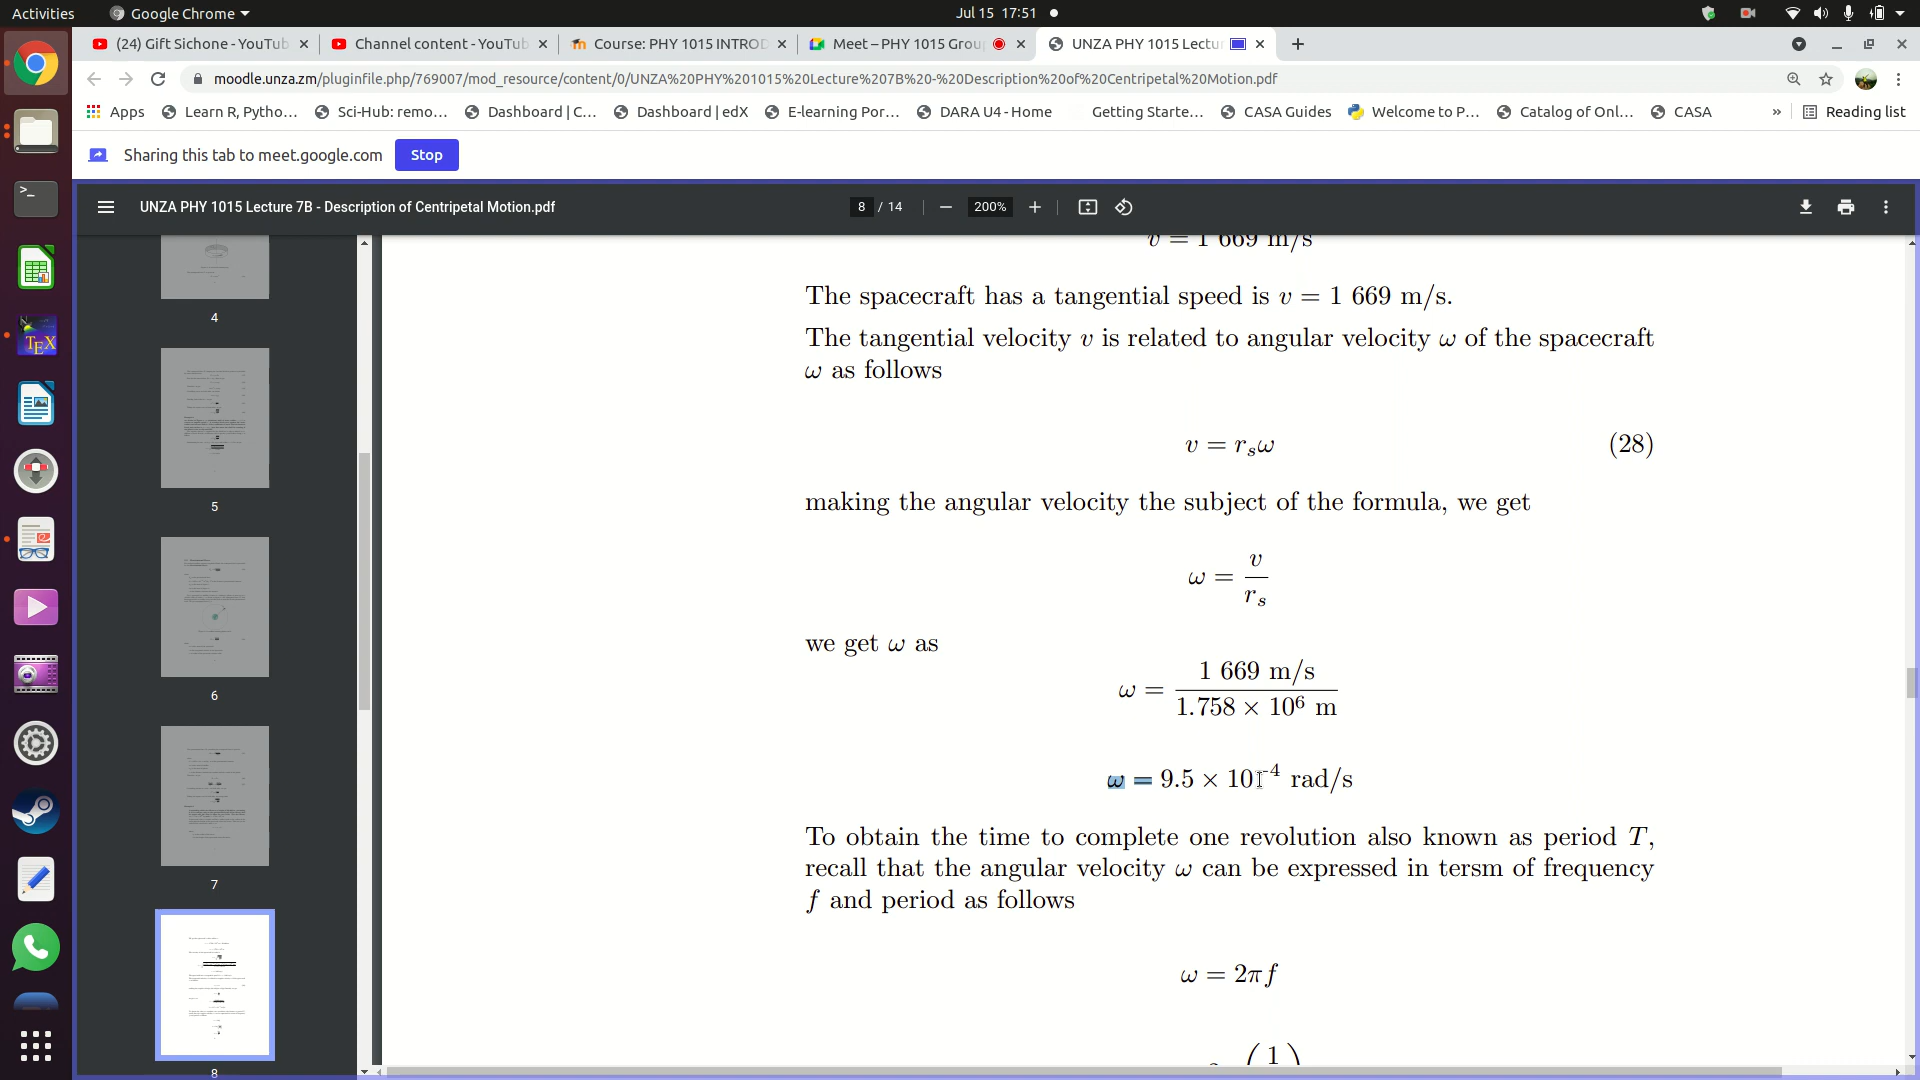 Activities
Google Chrome
Jul 15 17:51
(24) Gift Sichone - YouTub
Channel content - YouTub
Course: PHY 1015 INTROD
Meet – PHY 1015 Grou
UNZA PHY 1015 Lectur
moodle.unza.zm/pluginfile.php/769007/mod_resource/content/0/UNZA%20PHY%201015%20Lecture%207B%20-%20Description%20of%20Centripetal%20Motion.pdf
Apps
Learn R, Pytho...
Sci-Hub: remo...
Dashboard | C...
Dashboard | edX
E-learning Por...
DARA U4 - Home
Getting Starte...
CASA Guides
Welcome to P...
Catalog of Onl...
CASA
»
Reading list
Sharing this tab to meet.google.com
Stop
UNZA PHY 1015 Lecture 7B - Description of Centripetal Motion.pdf
8 / 14
200%
4
5
6
7
8
v = 1 669 m/s
The spacecraft has a tangential speed is v = 1 669 m/s.
The tangential velocity v is related to angular velocity ω of the spacecraft
ω as follows
v = rₛω (28)
making the angular velocity the subject of the formula, we get
ω = v / rₛ
we get ω as
ω = 1 669 m/s / 1.758 × 10⁶ m
ω = 9.5 × 10⁻⁴ rad/s
To obtain the time to complete one revolution also known as period T,
recall that the angular velocity ω can be expressed in tersm of frequency
f and period as follows
ω = 2πf
(1)